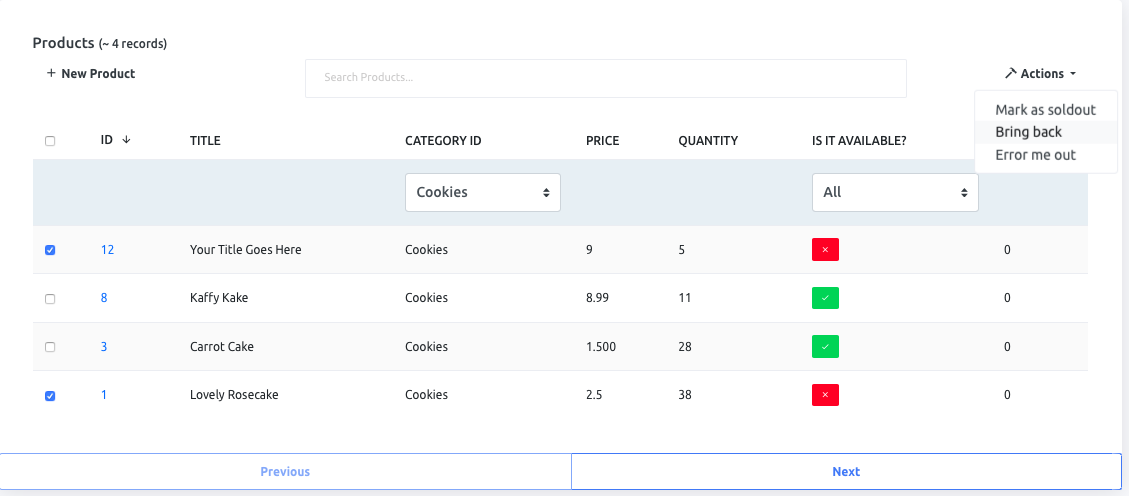 Products (~ 4 records)
+ New Product
Search Products...
Actions
Mark as soldout
Bring back
Error me out
ID ↓ TITLE CATEGORY ID PRICE QUANTITY IS IT AVAILABLE?
Cookies All
12 Your Title Goes Here Cookies 9 5 0
8 Kaffy Kake Cookies 8.99 11 0
3 Carrot Cake Cookies 1.500 28 0
1 Lovely Rosecake Cookies 2.5 38 0
Previous Next